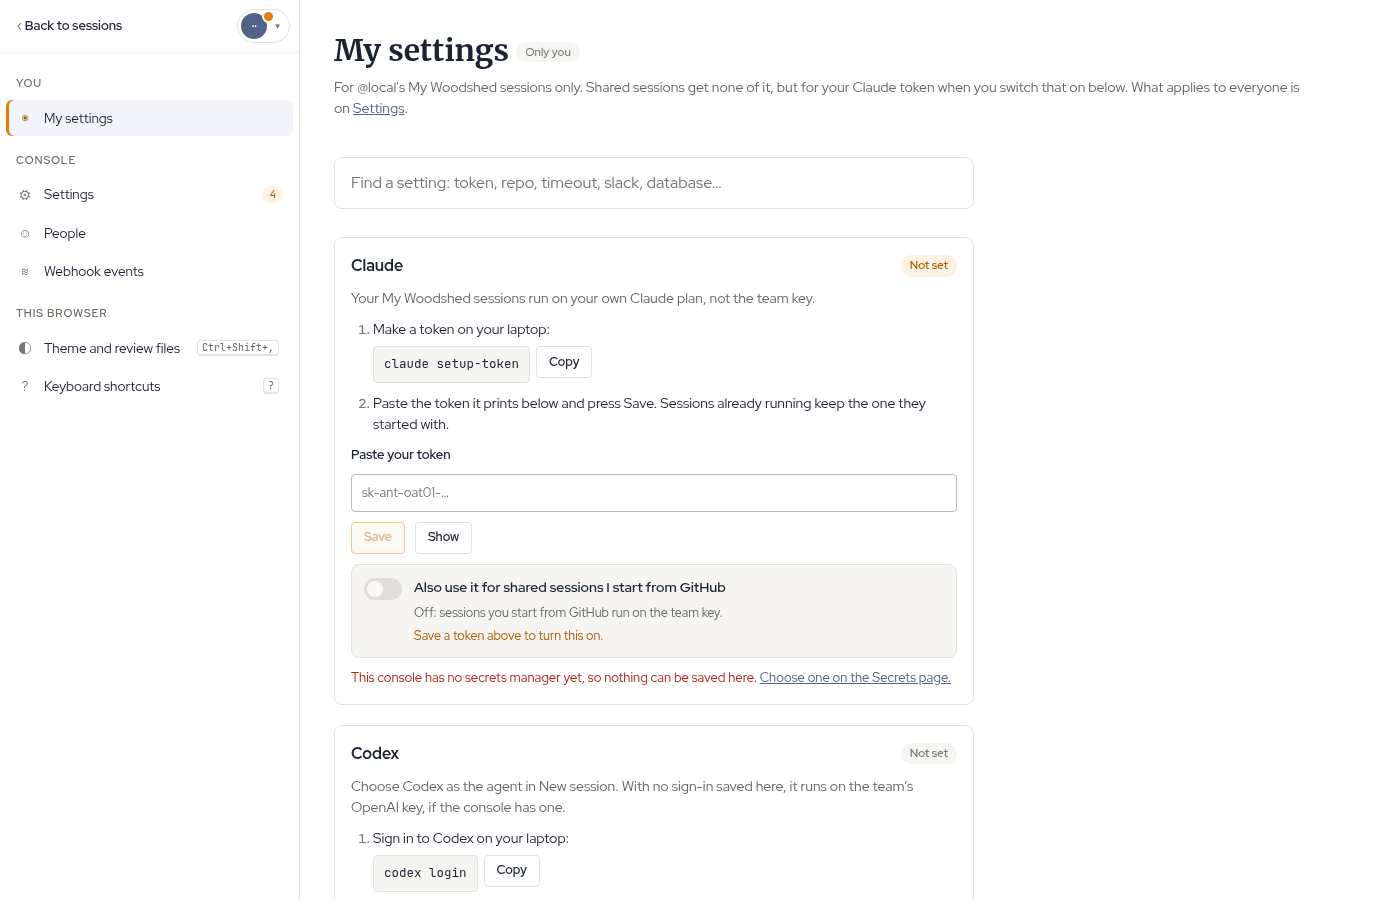 Back to sessions
YOU
My settings
CONSOLE
Settings 4
People
Webhook events
THIS BROWSER
Theme and review files Ctrl+Shift+,
? Keyboard shortcuts ?
My settings Only you
For @local's My Woodshed sessions only. Shared sessions get none of it, but for your Claude token when you switch that on below. What applies to everyone is
on Settings.
Find a setting: token, repo, timeout, slack, database...
Claude Not set
Your My Woodshed sessions run on your own Claude plan, not the team key.
1. Make a token on your laptop:
claude setup-token Copy
2. Paste the token it prints below and press Save. Sessions already running keep the one they
started with.
Paste your token
sk-ant-oat01-...
Save Show
Also use it for shared sessions I start from GitHub
Off: sessions you start from GitHub run on the team key.
Save a token above to turn this on.
This console has no secrets manager yet, so nothing can be saved here. Choose one on the Secrets page.
Codex Not set
Choose Codex as the agent in New session. With no sign-in saved here, it runs on the team's
OpenAI key, if the console has one.
1. Sign in to Codex on your laptop:
codex login Copy